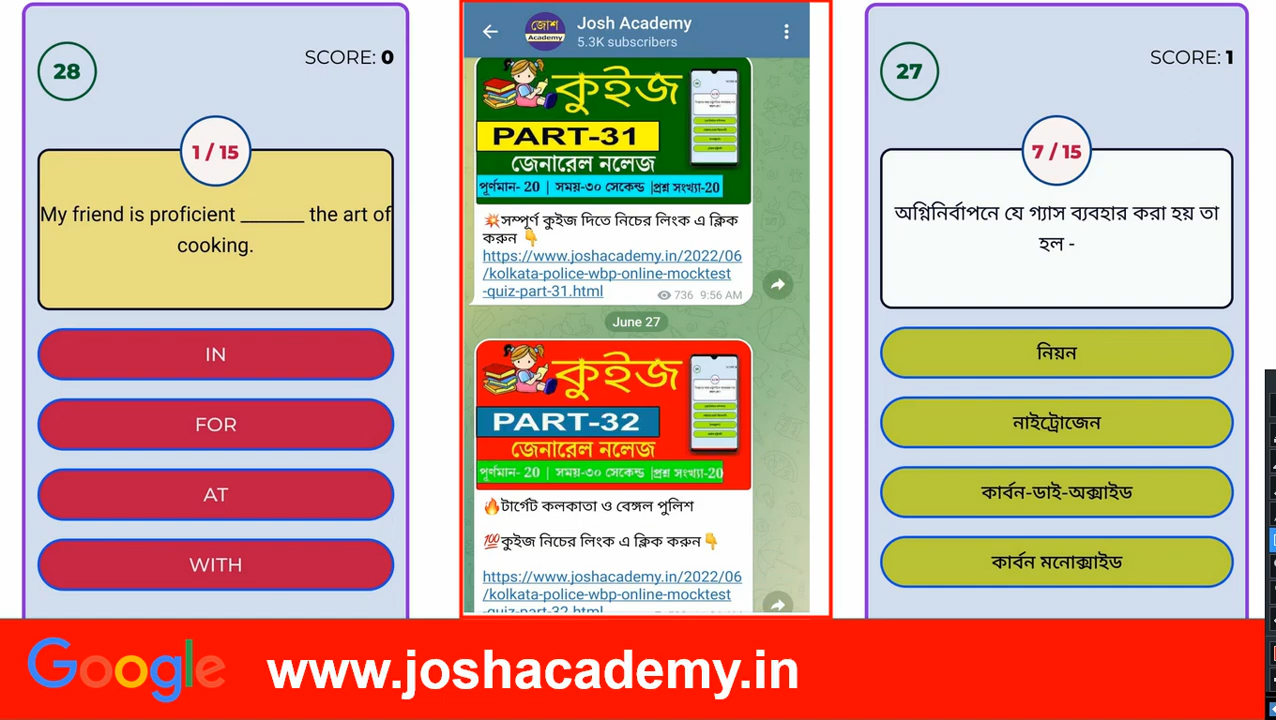 28
SCORE: 0
1 / 15
My friend is proficient ______ the art of
cooking.
IN
FOR
AT
WITH
জোশ
Academy
Josh Academy
5.3K subscribers
কুইজ
PART-31
জেনারেল নলেজ
পূর্ণমান- 20 | সময়-৩০ সেকেন্ড |প্রশ্ন সংখ্যা-20
💥সম্পূর্ণ কুইজ দিতে নিচের লিংক এ ক্লিক
করুন 👇
https://www.joshacademy.in/2022/06
/kolkata-police-wbp-online-mocktest
-quiz-part-31.html
736 9:56 AM
June 27
কুইজ
PART-32
জেনারেল নলেজ
পূর্ণমান- 20 | সময়-৩০ সেকেন্ড |প্রশ্ন সংখ্যা-20
🔥টার্গেট কলকাতা ও বেঙ্গল পুলিশ
💯কুইজ নিচের লিংক এ ক্লিক করুন👇
https://www.joshacademy.in/2022/06
/kolkata-police-wbp-online-mocktest
-quiz-part-32.html
27
SCORE: 1
7 / 15
অগ্নিনির্বাপনে যে গ্যাস ব্যবহার করা হয় তা
হল -
নিয়ন
নাইট্রোজেন
কার্বন-ডাই-অক্সাইড
কার্বন মনোক্সাইড
Google
www.joshacademy.in